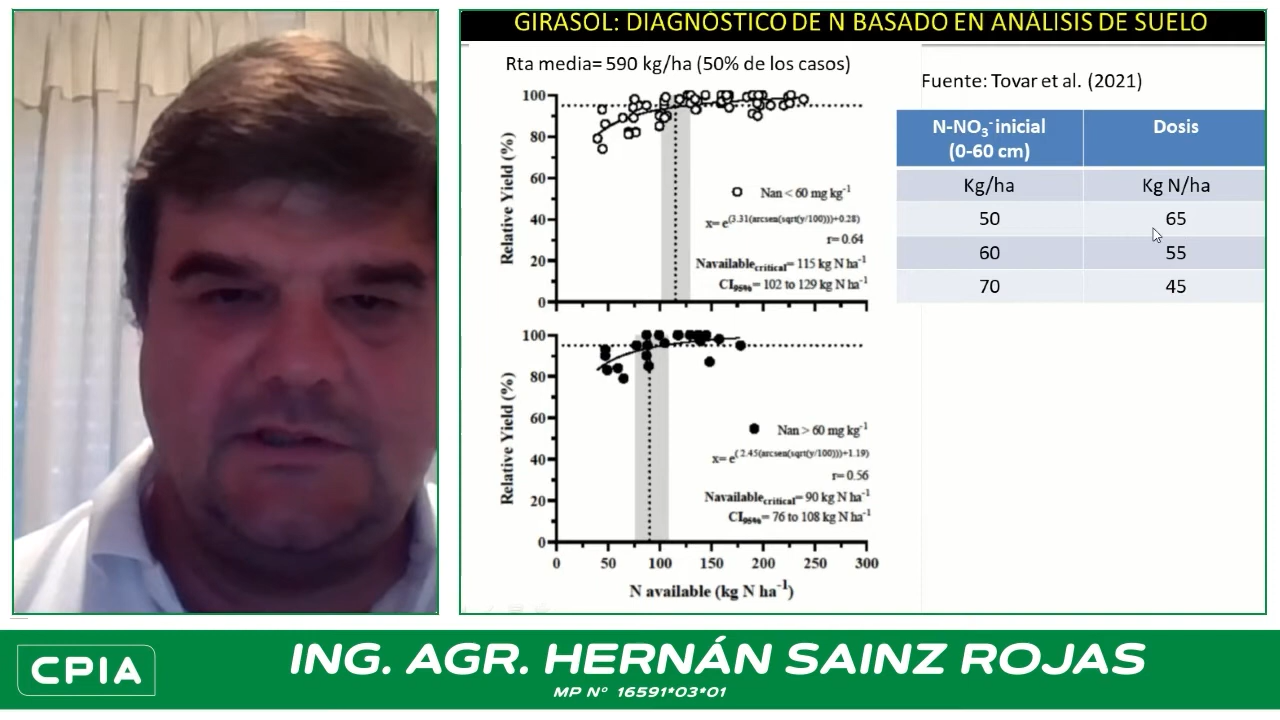 GIRASOL: DIAGNÓSTICO DE N BASADO EN ANÁLISIS DE SUELO
Rta media= 590 kg/ha (50% de los casos)
Fuente: Tovar et al. (2021)
N-NO3- inicial (0-60 cm) Dosis
Kg/ha Kg N/ha
50 65
60 55
70 45
Relative Yield (%)
100
80
60
40
20
0
Nan < 60 mg kg-1
x= e(3.31(arcsen(sqrt(y/100)))+0.28)
r= 0.64
Navailablecritical= 115 kg N ha-1
CI95%= 102 to 129 kg N ha-1
Relative Yield (%)
100
80
60
40
20
0
Nan > 60 mg kg-1
x= e( 2.45(arcsen(sqrt(y/100)))+1.19)
r= 0.56
Navailablecritical= 90 kg N ha-1
CI95%= 76 to 108 kg N ha-1
0 50 100 150 200 250 300
N available (kg N ha-1)
CPIA
ING. AGR. HERNÁN SAINZ ROJAS
MP Nº 16591*03*01